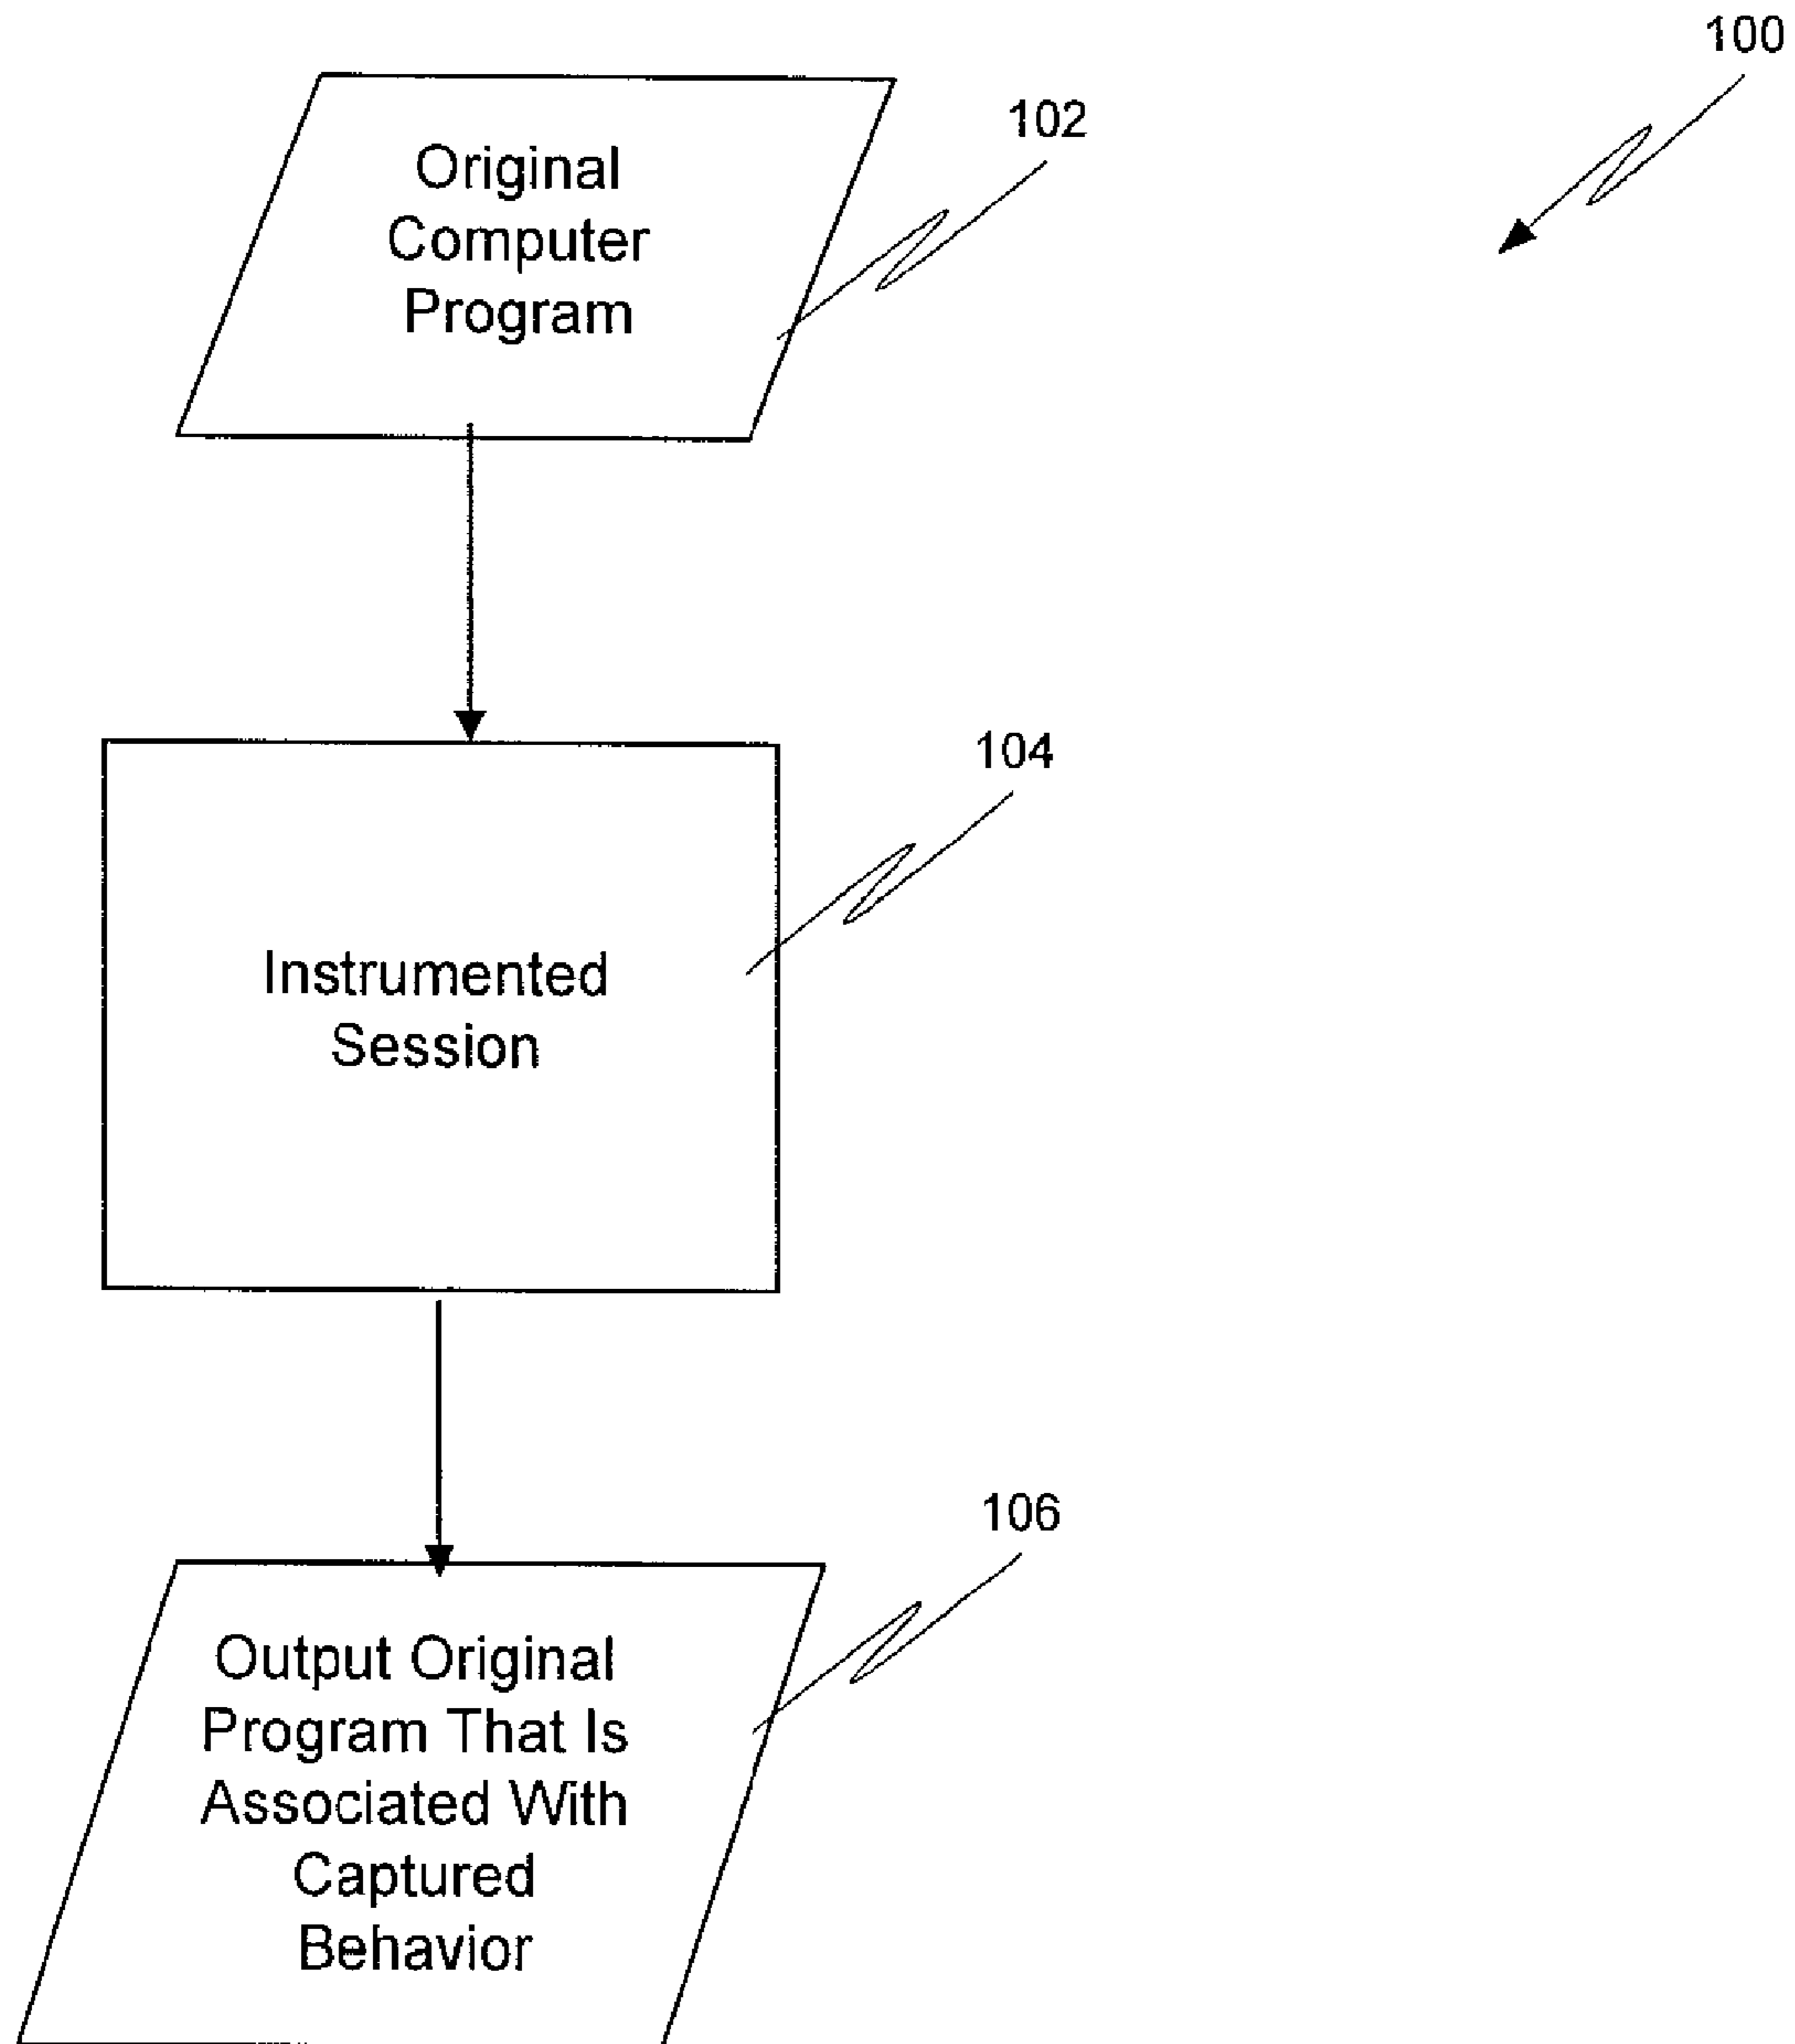 100
102
Original
Computer
Program
104
Instrumented
Session
106
Output Original
Program That Is
Associated With
Captured
Behavior